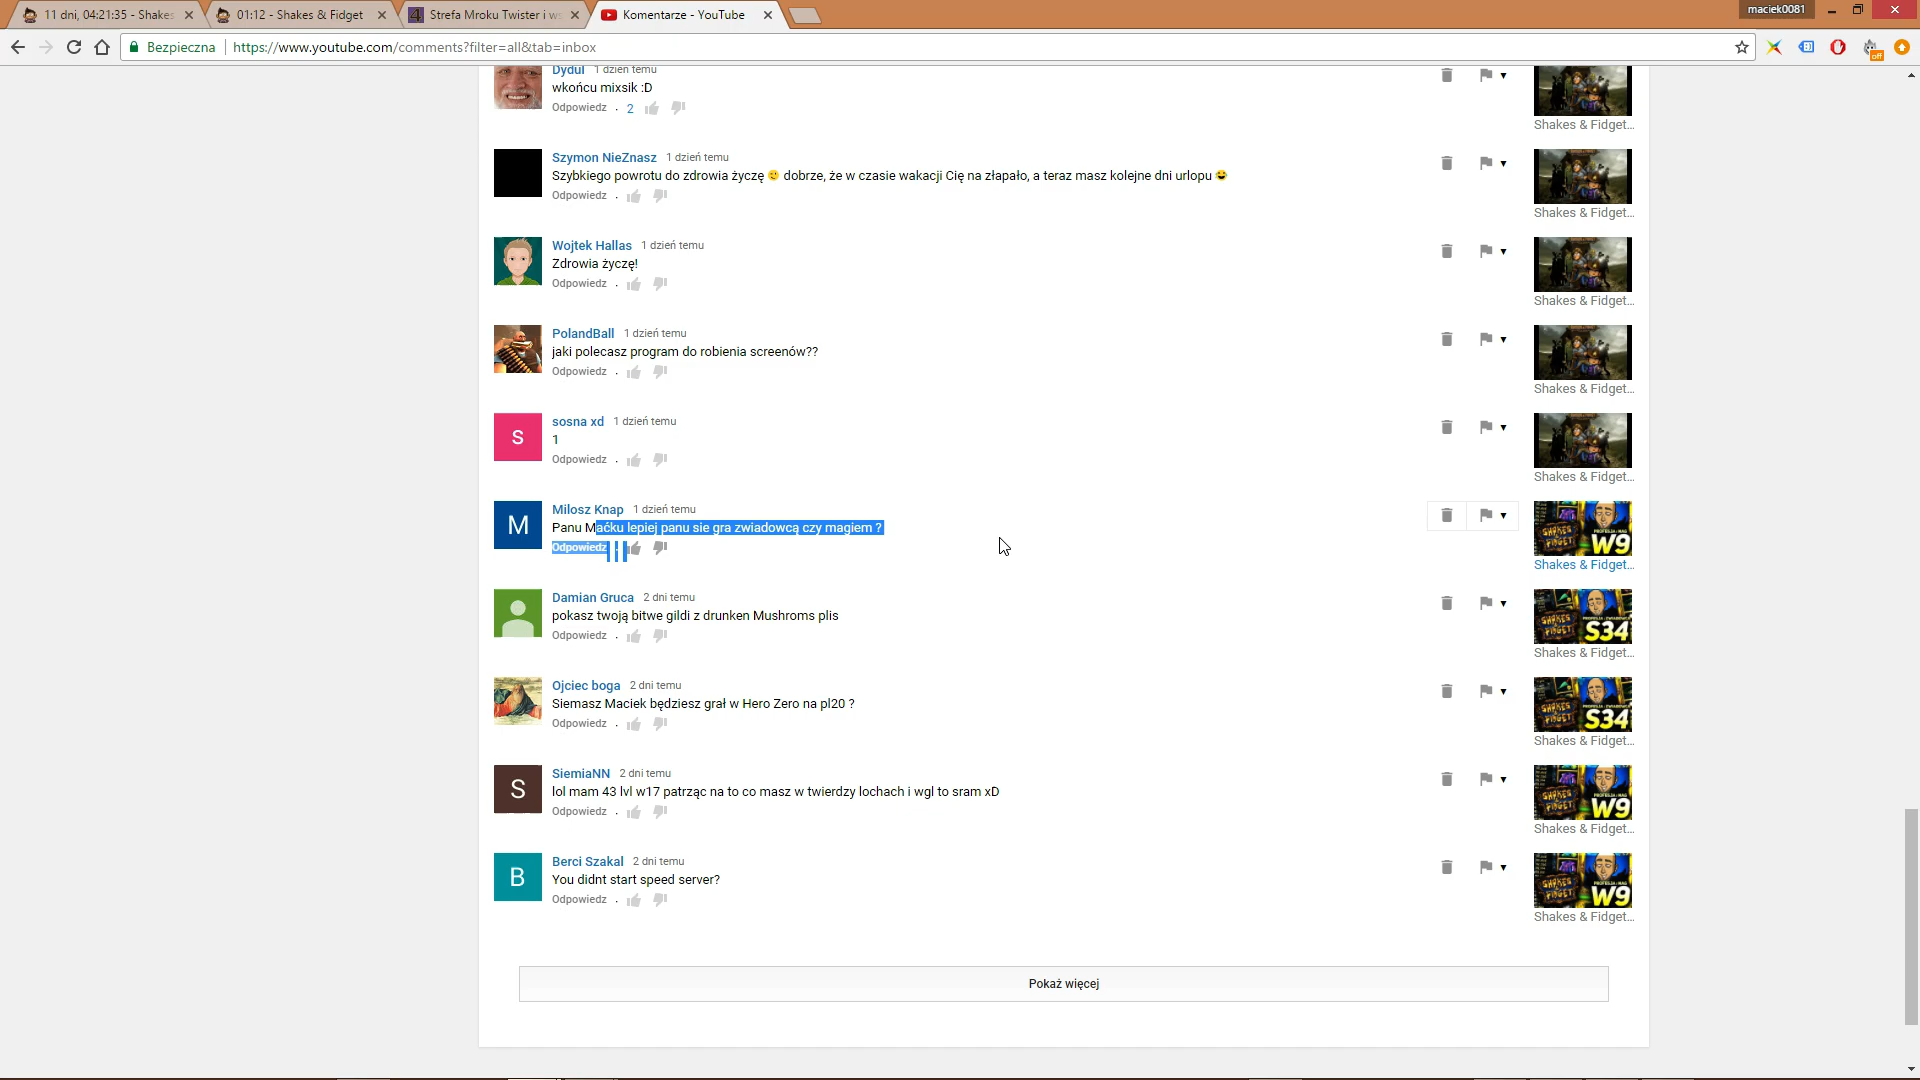 11 dni, 04:21:35 - Shakes
01:12 - Shakes & Fidget
Strefa Mroku Twister i
Komentarze - YouTube
maciek0081
Bezpieczna
https://www.youtube.com/comments?filter=all&tab=inbox
off
Dydul 1 dzień temu
wkońcu mixsik :D
Odpowiedz . 2
Shakes & Fidget...
Szymon NieZnasz 1 dzień temu
Szybkiego powrotu do zdrowia życzę 🙂 dobrze, że w czasie wakacji Cię na złapało, a teraz masz kolejne dni urlopu 😄
Odpowiedz .
Shakes & Fidget...
Wojtek Hallas 1 dzień temu
Zdrowia życzę!
Odpowiedz .
Shakes & Fidget...
PolandBall 1 dzień temu
jaki polecasz program do robienia screenów??
Odpowiedz .
Shakes & Fidget...
S
sosna xd 1 dzień temu
1
Odpowiedz .
Shakes & Fidget...
M
Milosz Knap 1 dzień temu
Panu Maćku lepiej panu sie gra zwiadowcą czy magiem ?
Odpowiedz
W9
Shakes & Fidget...
Damian Gruca 2 dni temu
pokasz twoją bitwe gildi z drunken Mushroms plis
Odpowiedz .
SHAKES & FIDGET
S34
Shakes & Fidget...
Ojciec boga 2 dni temu
Siemasz Maciek będziesz grał w Hero Zero na pl20 ?
Odpowiedz .
SHAKES & FIDGET
S34
Shakes & Fidget...
S
SiemiaNN 2 dni temu
lol mam 43 lvl w17 patrząc na to co masz w twierdzy lochach i wgl to sram xD
Odpowiedz .
SHAKES & FIDGET
W9
Shakes & Fidget...
B
Berci Szakal 2 dni temu
You didnt start speed server?
Odpowiedz .
SHAKES & FIDGET
W9
Shakes & Fidget...
Pokaż więcej